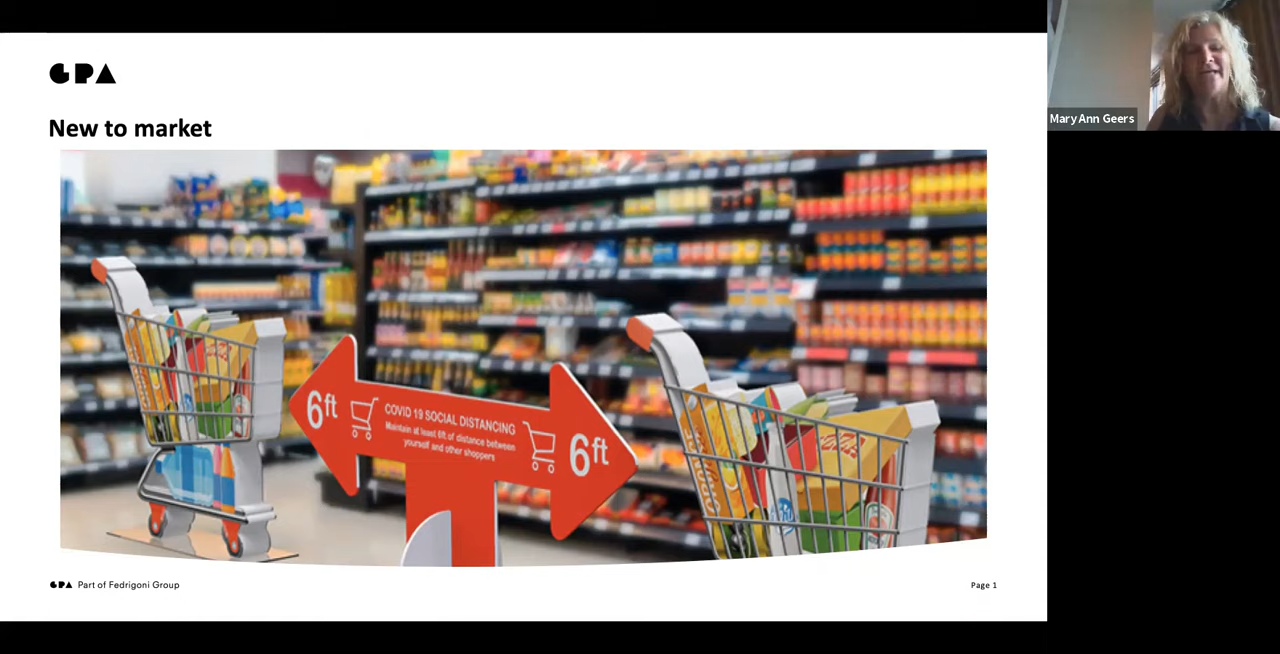 GPA
New to market
6ft
COVID 19 SOCIAL DISTANCING
Maintain at least 6ft of distance between
yourself and other shoppers
6ft
GPA Part of Fedrigoni Group
Page 1
Mary Ann Geers